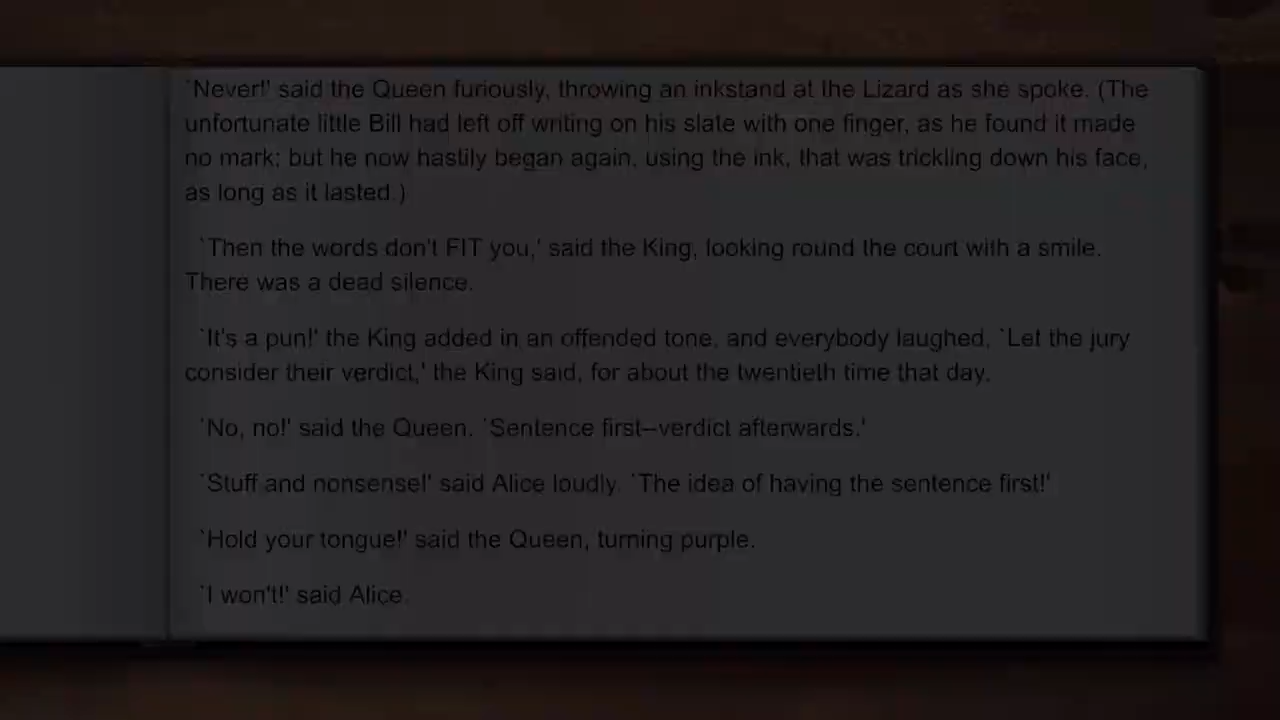 `Never!' said the Queen furiously, throwing an inkstand at the Lizard as she spoke. (The
unfortunate little Bill had left off writing on his slate with one finger, as he found it made
no mark; but he now hastily began again, using the ink, that was trickling down his face,
as long as it lasted.)
`Then the words don't FIT you,' said the King, looking round the court with a smile.
There was a dead silence.
`It's a pun!' the King added in an offended tone, and everybody laughed, `Let the jury
consider their verdict,' the King said, for about the twentieth time that day.
`No, no!' said the Queen. `Sentence first--verdict afterwards.'
`Stuff and nonsense!' said Alice loudly. `The idea of having the sentence first!'
`Hold your tongue!' said the Queen, turning purple.
`I won't!' said Alice.